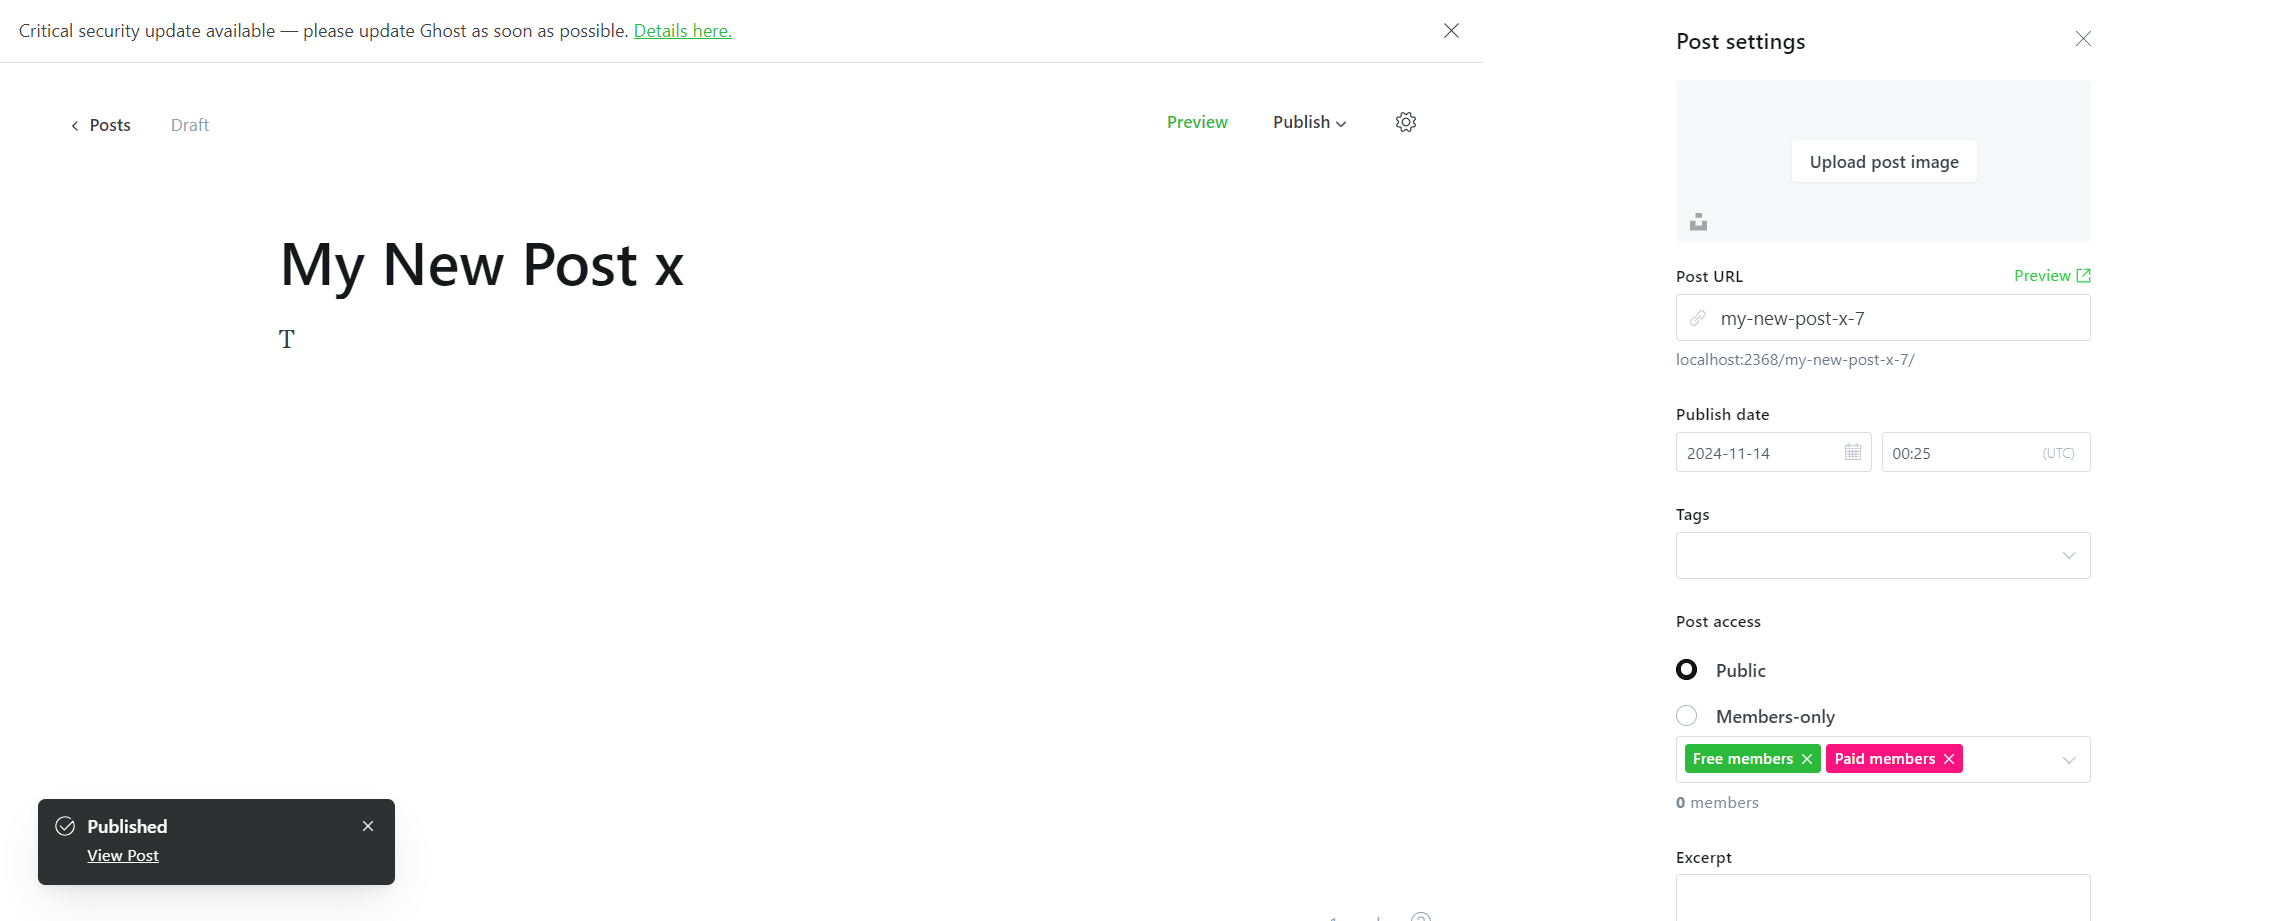 Critical security update available — please update Ghost as soon as possible. Details here.
Posts
Draft
Preview
Publish
My New Post x
T
Published
View Post
Post settings
Upload post image
Post URL
Preview
my-new-post-x-7
localhost:2368/my-new-post-x-7/
Publish date
2024-11-14
00:25
(UTC)
Tags
Post access
Public
Members-only
Free members
Paid members
0 members
Excerpt